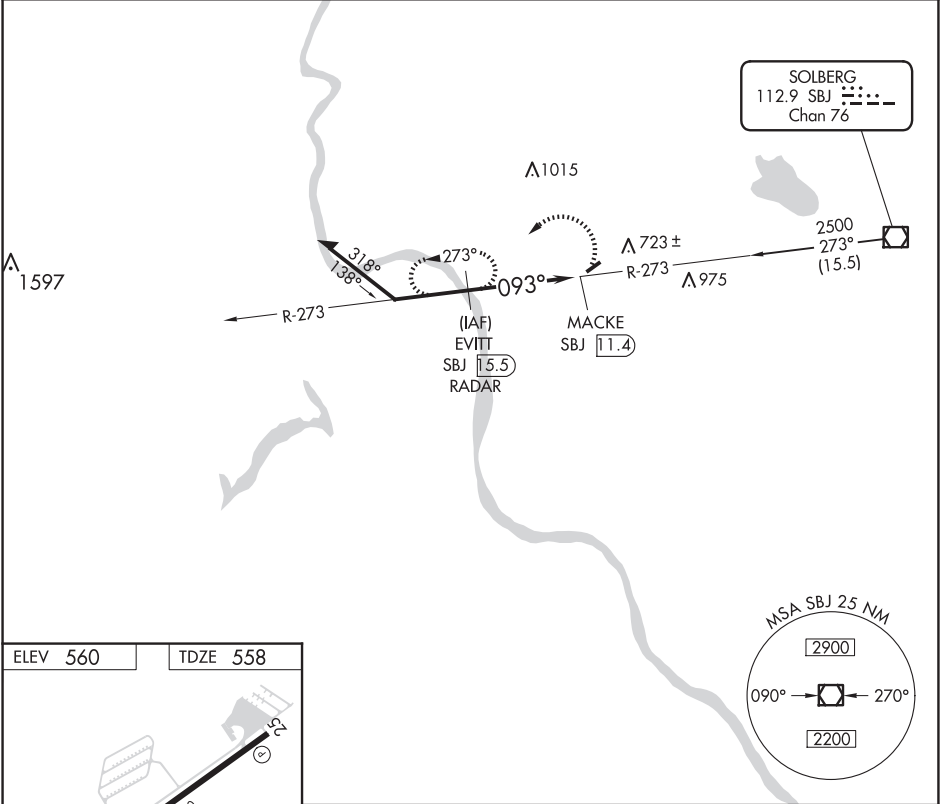 SOLBERG
112.9 SBJ
Chan 76
1015
2500
273°
(15.5)
723 ±
R-273
975
1597
318°
138°
273°
093°
R-273
(IAF)
EVITT
SBJ 15.5
RADAR
MACKE
SBJ 11.4
MSA SBJ 25 NM
2900
090° 270°
2200
ELEV 560 TDZE 558
25
P